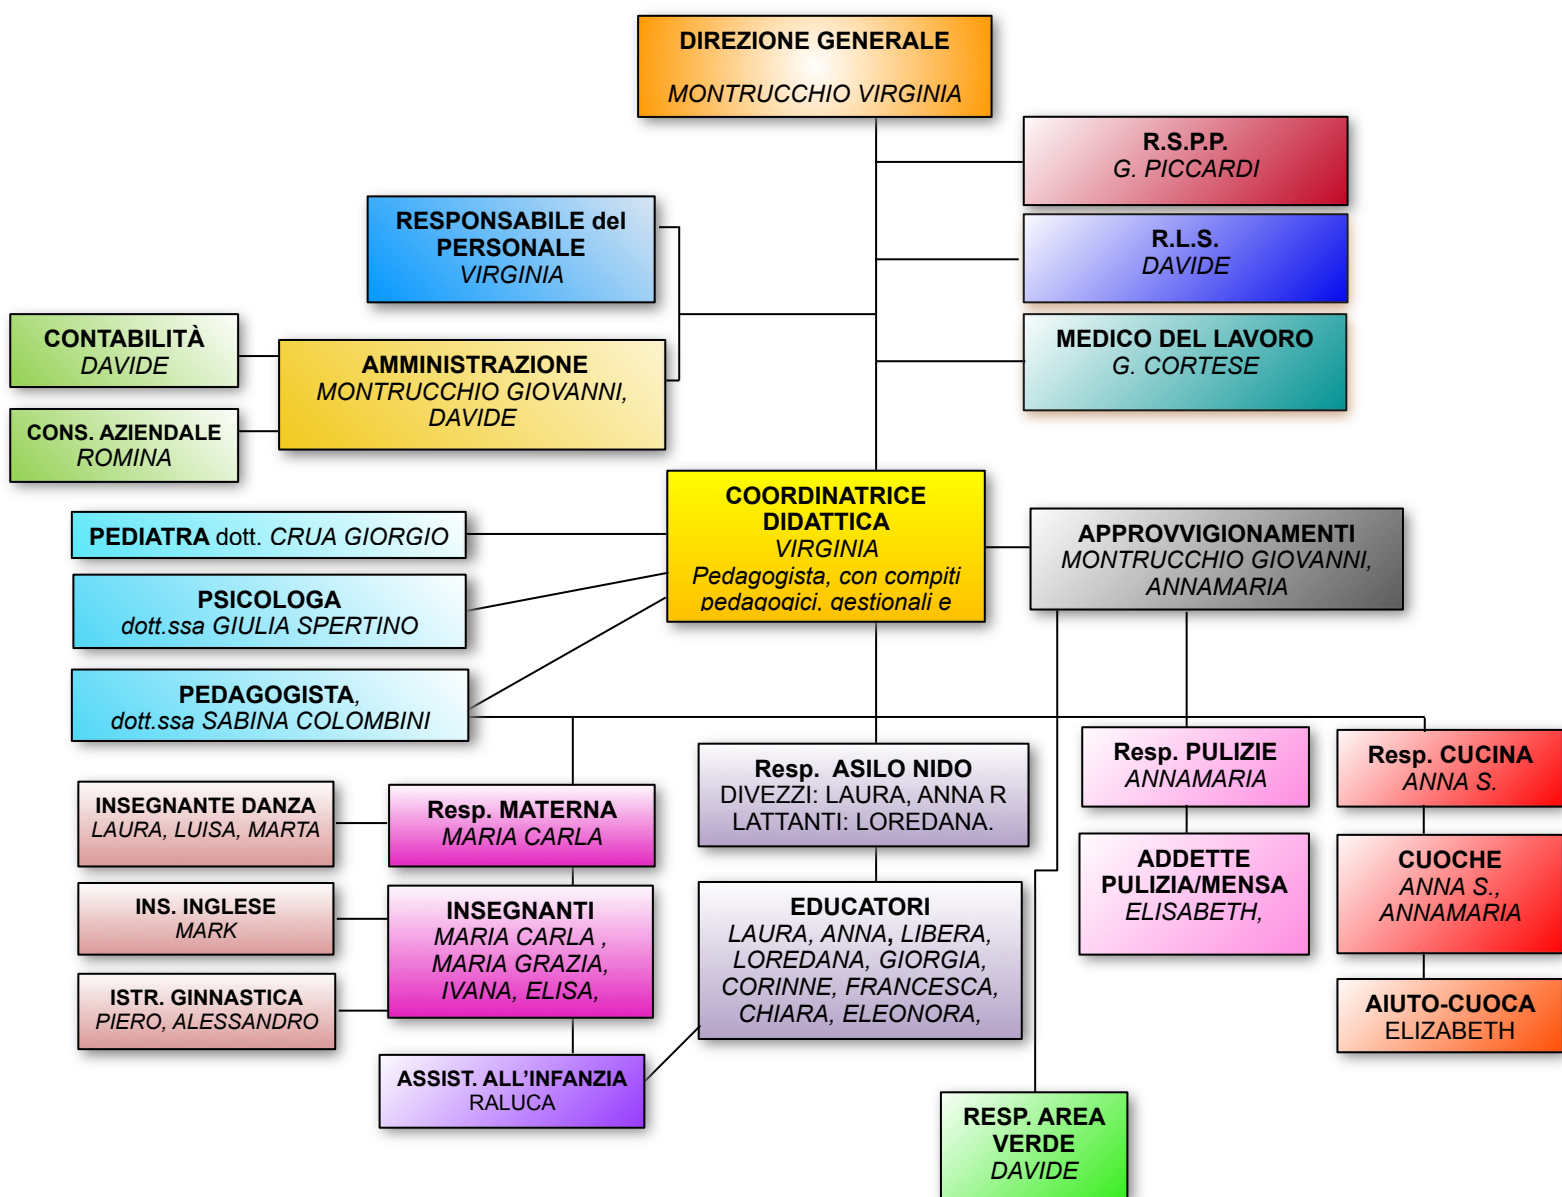 DIREZIONE GENERALE
MONTRUCCHIO VIRGINIA
R.S.P.P.
G. PICCARDI
RESPONSABILE del
PERSONALE
VIRGINIA
R.L.S.
DAVIDE
CONTABILITÀ
DAVIDE
AMMINISTRAZIONE
MONTRUCCHIO GIOVANNI,
DAVIDE
MEDICO DEL LAVORO
G. CORTESE
CONS. AZIENDALE
ROMINA
COORDINATRICE
DIDATTICA
VIRGINIA
Pedagogista, con compiti
pedagogici, gestionali e
APPROVVIGIONAMENTI
MONTRUCCHIO GIOVANNI,
ANNAMARIA
PEDIATRA dott. CRUA GIORGIO
PSICOLOGA
dott.ssa GIULIA SPERTINO
PEDAGOGISTA,
dott.ssa SABINA COLOMBINI
INSEGNANTE DANZA
LAURA, LUISA, MARTA
Resp. MATERNA
MARIA CARLA
Resp. ASILO NIDO
DIVEZZI: LAURA, ANNA R
LATTANTI: LOREDANA.
Resp. PULIZIE
ANNAMARIA
Resp. CUCINA
ANNA S.
INS. INGLESE
MARK
INSEGNANTI
MARIA CARLA ,
MARIA GRAZIA,
IVANA, ELISA,
EDUCATORI
LAURA, ANNA, LIBERA,
LOREDANA, GIORGIA,
CORINNE, FRANCESCA,
CHIARA, ELEONORA,
ADDETTE
PULIZIA/MENSA
ELISABETH,
CUOCHE
ANNA S.,
ANNAMARIA
ISTR. GINNASTICA
PIERO, ALESSANDRO
AIUTO-CUOCA
ELIZABETH
ASSIST. ALL'INFANZIA
RALUCA
RESP. AREA
VERDE
DAVIDE